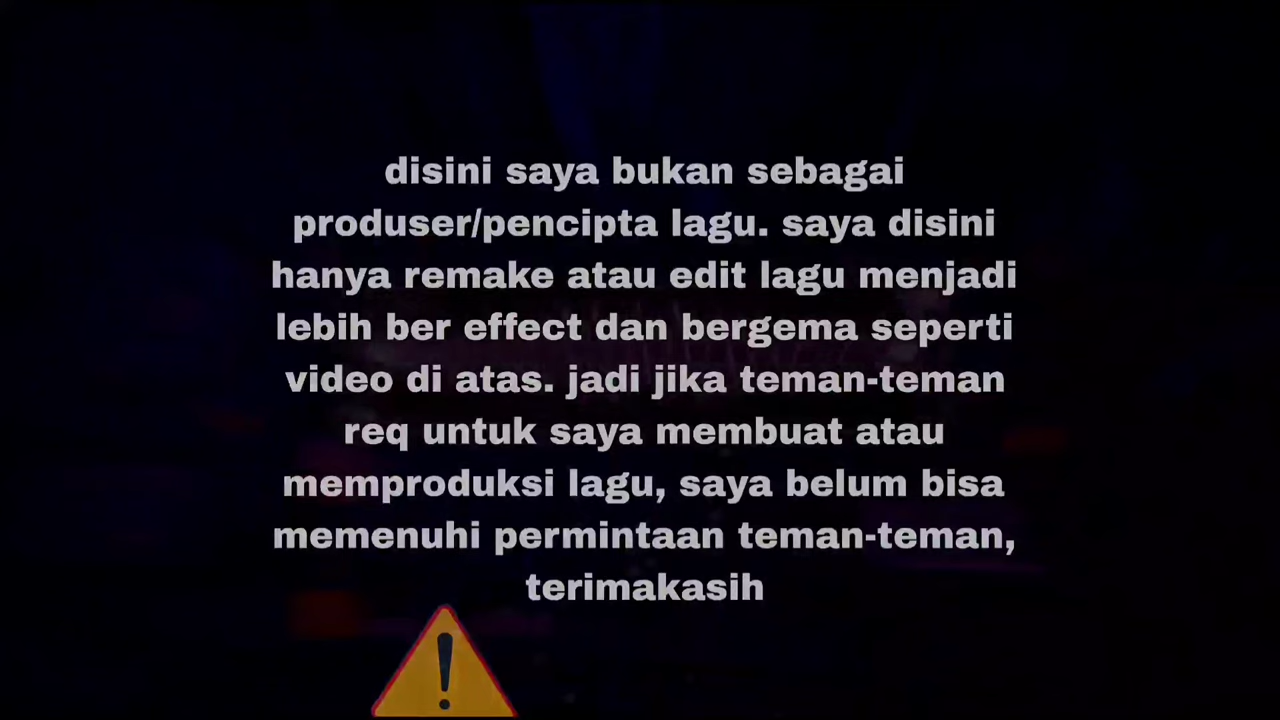 disini saya bukan sebagai
produser/pencipta lagu. saya disini
hanya remake atau edit lagu menjadi
lebih ber effect dan bergema seperti
video di atas. jadi jika teman-teman
req untuk saya membuat atau
memproduksi lagu, saya belum bisa
memenuhi permintaan teman-teman,
terimakasih
!